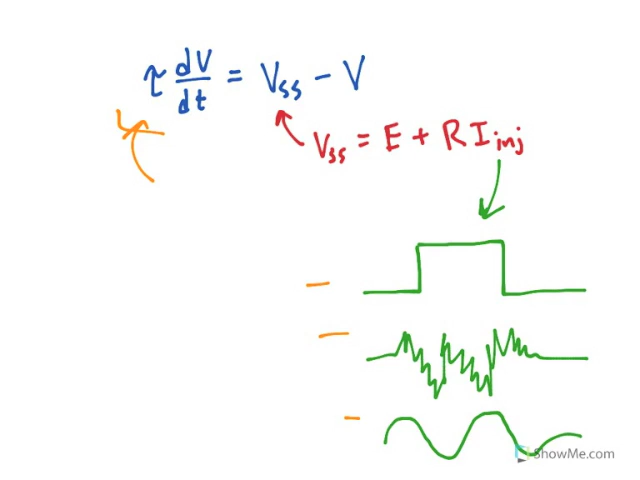 τ dV/dt = Vss − V
Vss = E + R Iinj
ShowMe.com